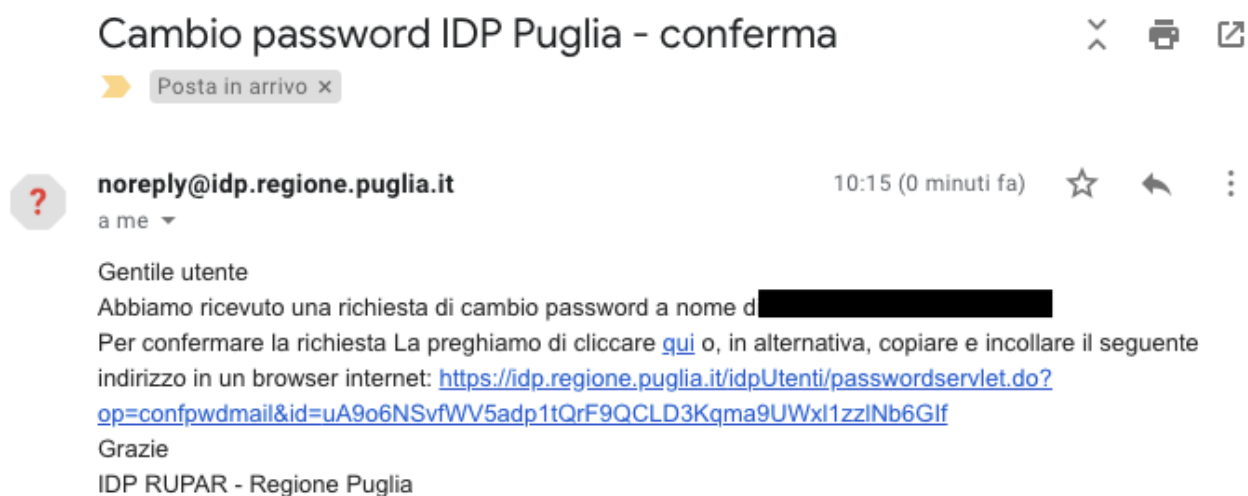 Cambio password IDP Puglia - conferma
Posta in arrivo ×
?
noreply@idp.regione.puglia.it
10:15 (0 minuti fa)
a me
Gentile utente
Abbiamo ricevuto una richiesta di cambio password a nome d
Per confermare la richiesta La preghiamo di cliccare qui o, in alternativa, copiare e incollare il seguente
indirizzo in un browser internet: https://idp.regione.puglia.it/idpUtenti/passwordservlet.do?
op=confpwdmail&id=uA9o6NSvfWV5adp1tQrF9QCLD3Kqma9UWxl1zzlNb6Glf
Grazie
IDP RUPAR - Regione Puglia